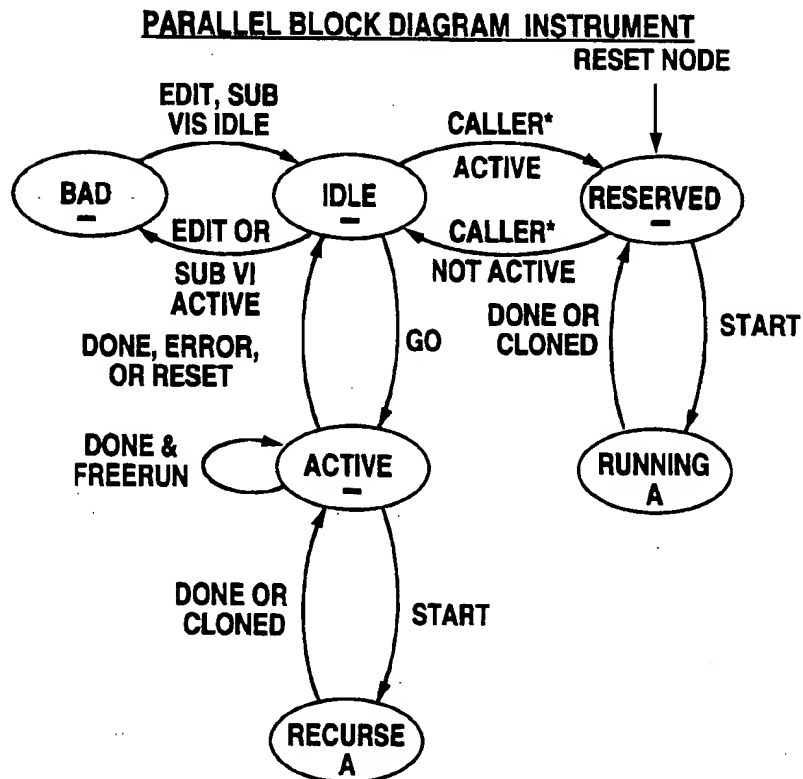 PARALLEL BLOCK DIAGRAM INSTRUMENT
RESET NODE
EDIT, SUB
VIS IDLE
CALLER*
ACTIVE
BAD
–
IDLE
–
RESERVED
–
EDIT OR
SUB VI
ACTIVE
CALLER*
NOT ACTIVE
DONE, ERROR,
OR RESET
GO
DONE OR
CLONED
START
DONE &
FREERUN
ACTIVE
–
RUNNING
A
DONE OR
CLONED
START
RECURSE
A